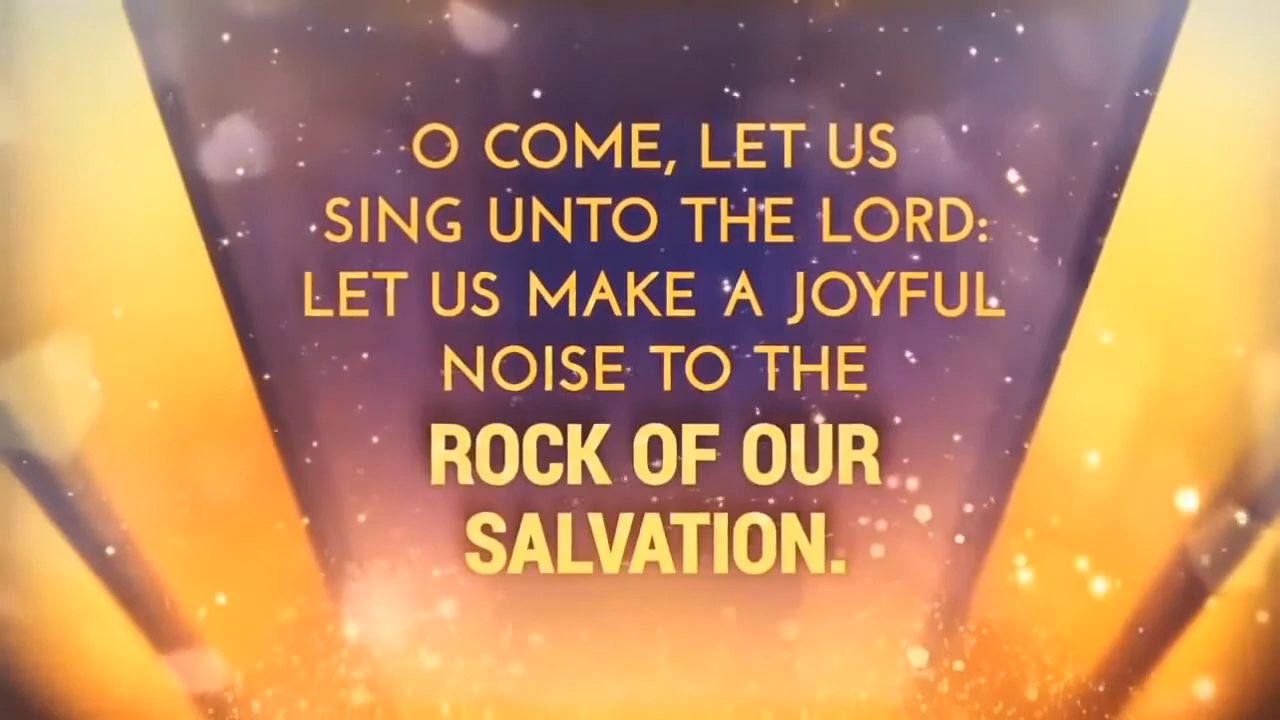 O COME, LET US
SING UNTO THE LORD:
LET US MAKE A JOYFUL
NOISE TO THE
ROCK OF OUR
SALVATION.